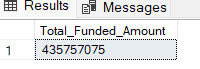 Results Messages
Total_Funded_Amount
1 435757075